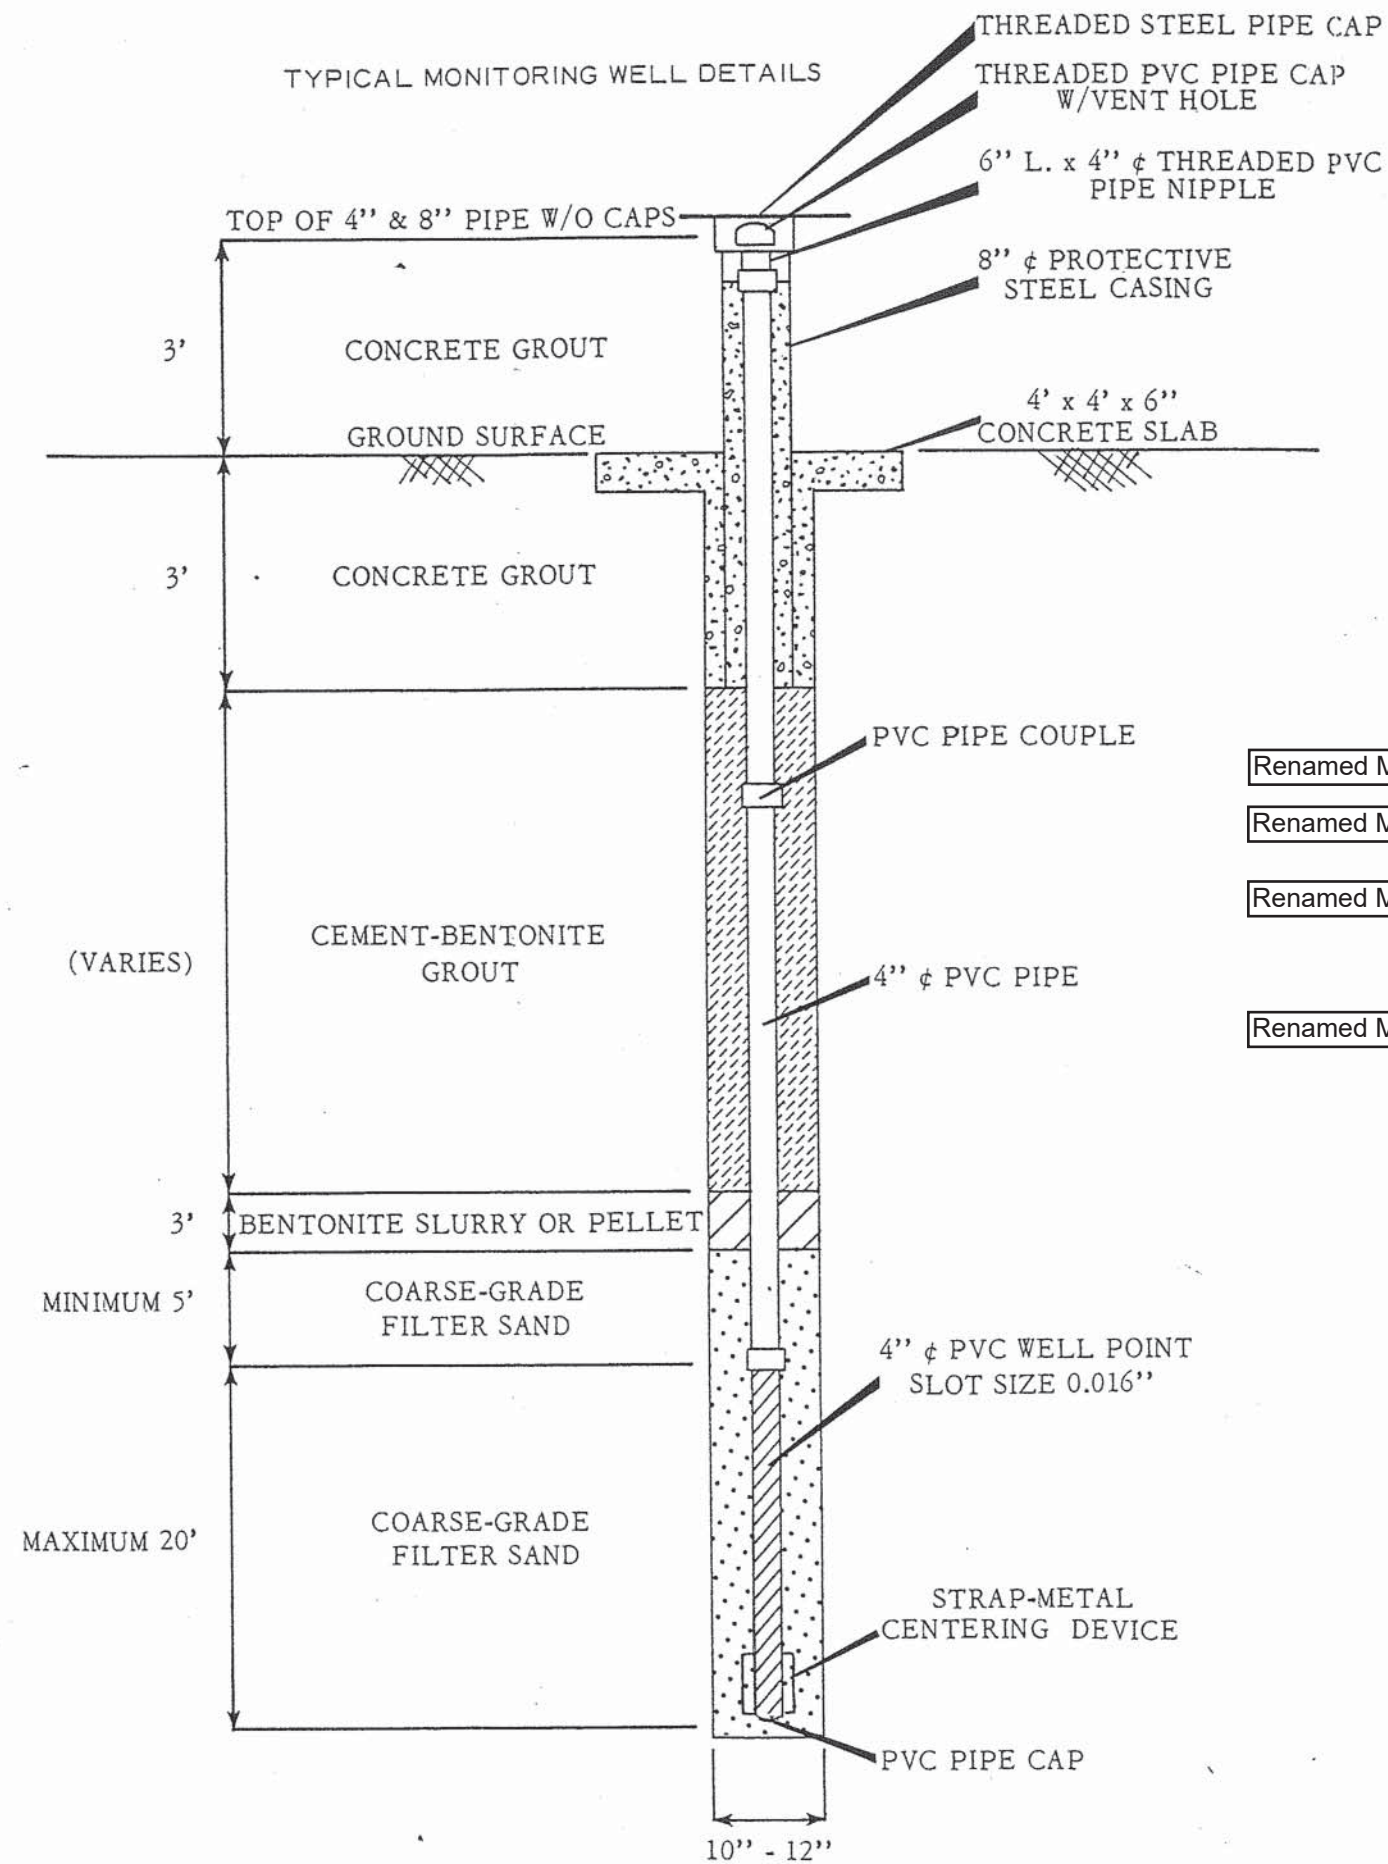 THREADED STEEL PIPE CAP
TYPICAL MONITORING WELL DETAILS
THREADED PVC PIPE CAP
W/VENT HOLE
6" L. x 4" ¢ THREADED PVC
PIPE NIPPLE
TOP OF 4" & 8" PIPE W/O CAPS
8" ¢ PROTECTIVE
STEEL CASING
3'
CONCRETE GROUT
4' x 4' x 6"
CONCRETE SLAB
GROUND SURFACE
3'
CONCRETE GROUT
PVC PIPE COUPLE
Renamed M
Renamed M
Renamed M
(VARIES)
CEMENT-BENTONITE
GROUT
4" ¢ PVC PIPE
Renamed M
3'
BENTONITE SLURRY OR PELLET
MINIMUM 5'
COARSE-GRADE
FILTER SAND
4" ¢ PVC WELL POINT
SLOT SIZE 0.016"
MAXIMUM 20'
COARSE-GRADE
FILTER SAND
STRAP-METAL
CENTERING DEVICE
PVC PIPE CAP
10" - 12"